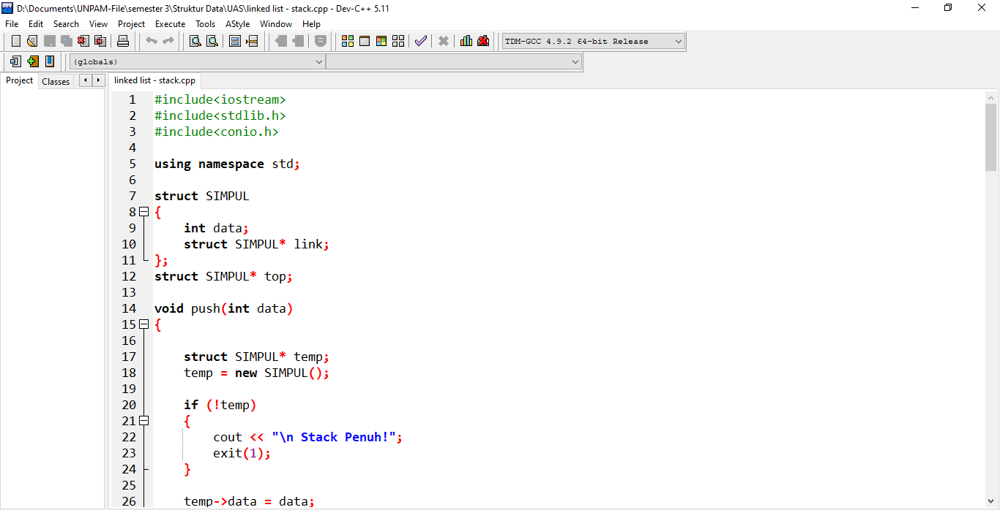 D:\Documents\UNPAM-File\semester 3\Struktur Data\UAS\linked list - stack.cpp - Dev-C++ 5.11
File Edit Search View Project Execute Tools AStyle Window Help
TDM-GCC 4.9.2 64-bit Release
(globals)
Project Classes linked list - stack.cpp
1 #include<iostream>
2 #include<stdlib.h>
3 #include<conio.h>
4
5 using namespace std;
6
7 struct SIMPUL
8 {
9 int data;
10 struct SIMPUL* link;
11 };
12 struct SIMPUL* top;
13
14 void push(int data)
15 {
16
17 struct SIMPUL* temp;
18 temp = new SIMPUL();
19
20 if (!temp)
21 {
22 cout << "\n Stack Penuh!";
23 exit(1);
24 }
25
26 temp->data = data;